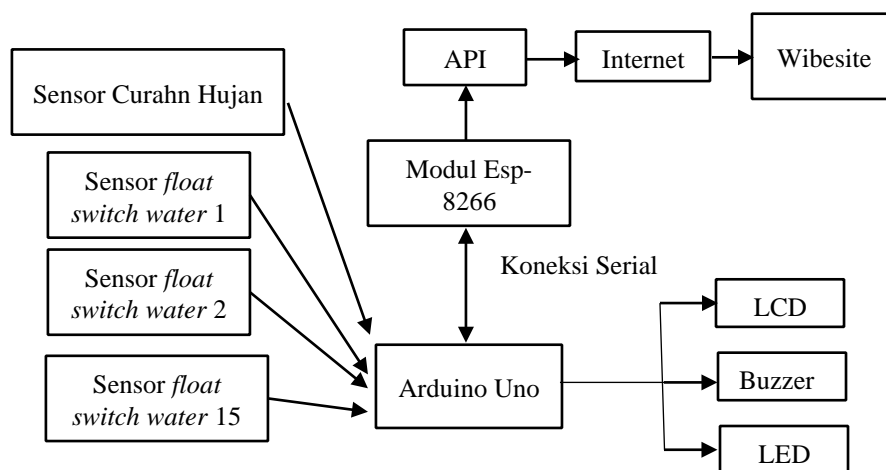 API
Internet
Wibesite
Sensor Curahn Hujan
Modul Esp-
8266
Sensor float
switch water 1
Koneksi Serial
Sensor float
switch water 2
LCD
Sensor float
switch water 15
Arduino Uno
Buzzer
LED